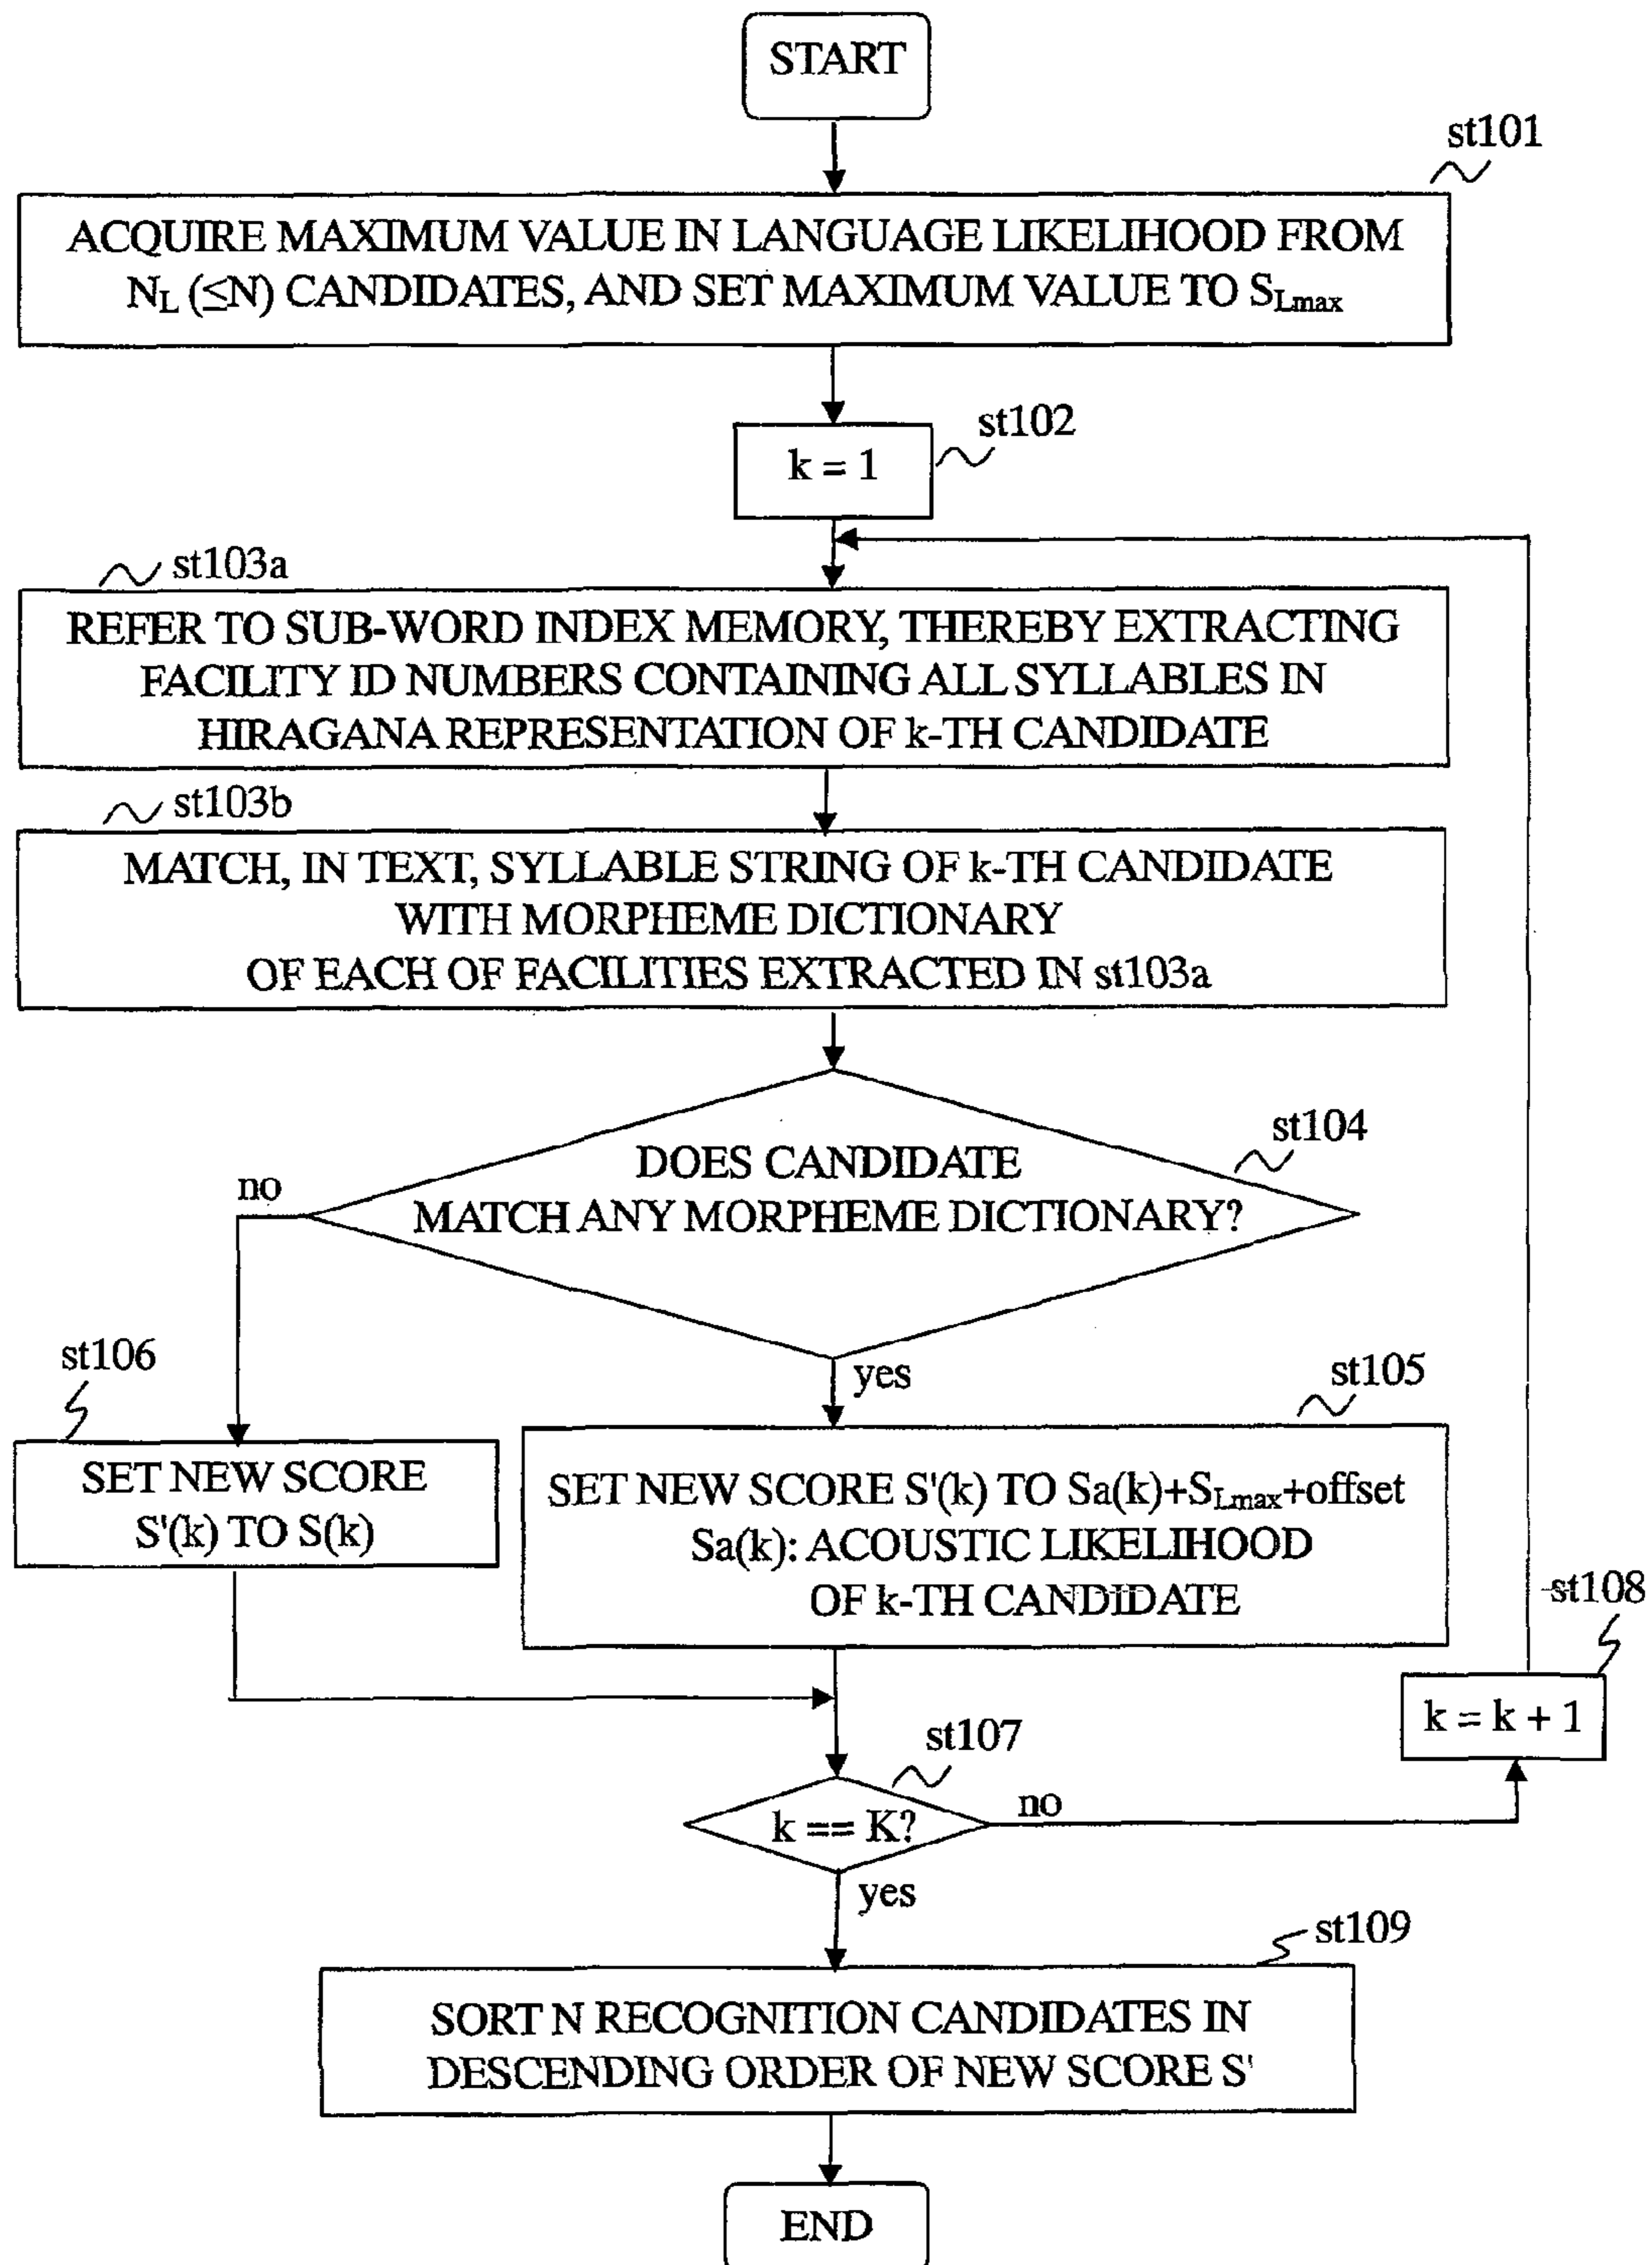 START
st101
ACQUIRE MAXIMUM VALUE IN LANGUAGE LIKELIHOOD FROM
N_L (≤N) CANDIDATES, AND SET MAXIMUM VALUE TO S_Lmax
st102
k = 1
st103a
REFER TO SUB-WORD INDEX MEMORY, THEREBY EXTRACTING
FACILITY ID NUMBERS CONTAINING ALL SYLLABLES IN
HIRAGANA REPRESENTATION OF k-TH CANDIDATE
st103b
MATCH, IN TEXT, SYLLABLE STRING OF k-TH CANDIDATE
WITH MORPHEME DICTIONARY
OF EACH OF FACILITIES EXTRACTED IN st103a
st104
DOES CANDIDATE
MATCH ANY MORPHEME DICTIONARY?
no
yes
st106
SET NEW SCORE
S'(k) TO S(k)
st105
SET NEW SCORE S'(k) TO Sa(k)+S_Lmax+offset
Sa(k): ACOUSTIC LIKELIHOOD
OF k-TH CANDIDATE
st108
k = k + 1
st107
k == K?
no
yes
st109
SORT N RECOGNITION CANDIDATES IN
DESCENDING ORDER OF NEW SCORE S'
END